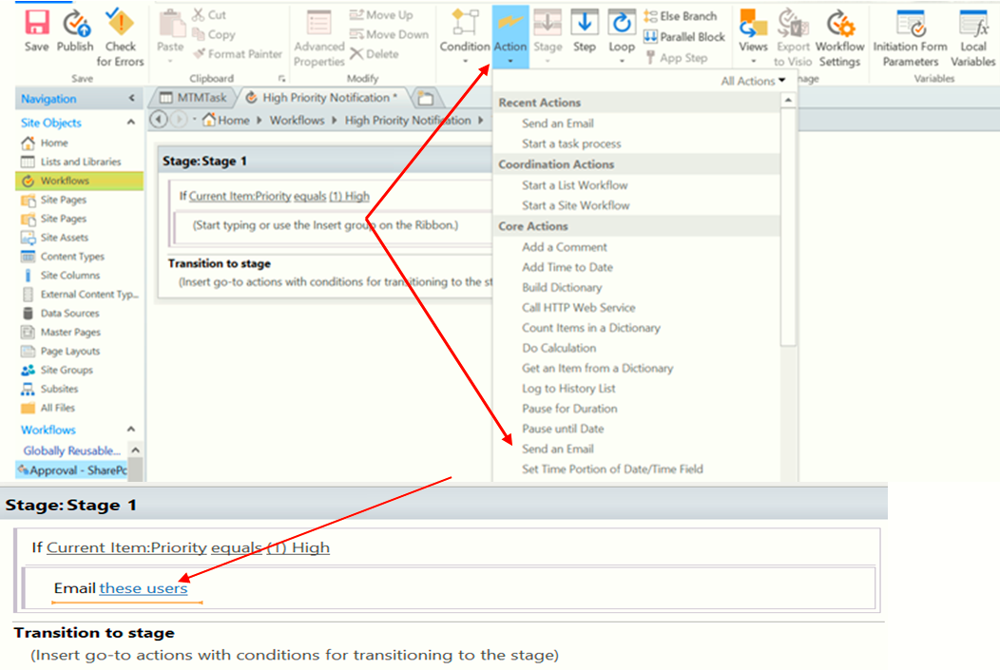 Save Publish Check for Errors
Save
Paste
Cut
Copy
Format Painter
Clipboard
Advanced Properties
Move Up
Move Down
Delete
Modify
Condition Action Stage Step Loop
Else Branch
Parallel Block
App Step
Views Export to Visio Workflow Settings
nage
Initiation Form Parameters Local Variables
Variables
All Actions
Navigation
MTMTask High Priority Notification *
Home Workflows High Priority Notification
Site Objects
Home
Lists and Libraries
Workflows
Site Pages
Site Pages
Site Assets
Content Types
Site Columns
External Content Typ...
Data Sources
Master Pages
Page Layouts
Site Groups
Subsites
All Files
Workflows
Globally Reusable...
Approval - SharePo
Stage: Stage 1
If Current Item:Priority equals (1) High
(Start typing or use the Insert group on the Ribbon.)
Transition to stage
(Insert go-to actions with conditions for transitioning to the st
Recent Actions
Send an Email
Start a task process
Coordination Actions
Start a List Workflow
Start a Site Workflow
Core Actions
Add a Comment
Add Time to Date
Build Dictionary
Call HTTP Web Service
Count Items in a Dictionary
Do Calculation
Get an Item from a Dictionary
Log to History List
Pause for Duration
Pause until Date
Send an Email
Set Time Portion of Date/Time Field
Stage: Stage 1
If Current Item:Priority equals (1) High
Email these users
Transition to stage
(Insert go-to actions with conditions for transitioning to the stage)